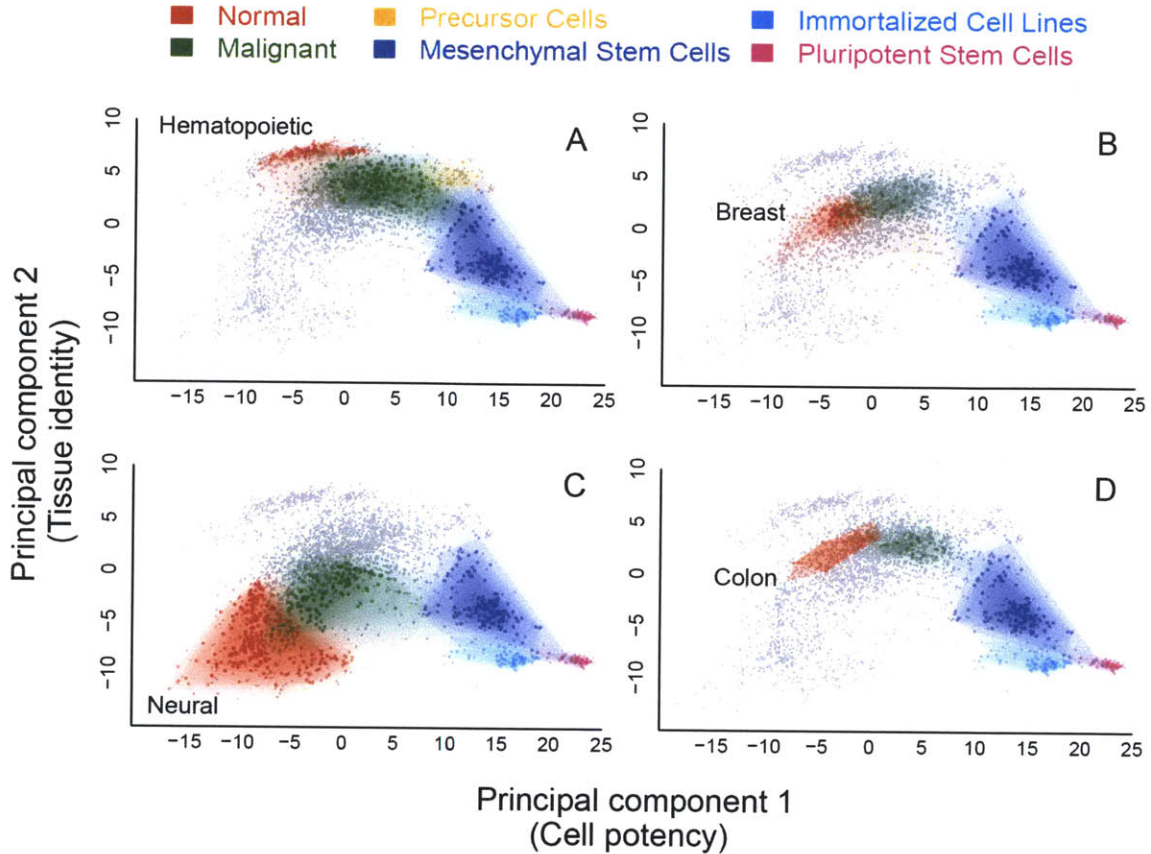 Normal
Precursor Cells
Immortalized Cell Lines
Malignant
Mesenchymal Stem Cells
Pluripotent Stem Cells
Principal component 2
(Tissue identity)
10
5
0
−5
−10
Hematopoietic
A
−15 −10 −5 0 5 10 15 20 25
10
5
0
−5
−10
Breast
B
−15 −10 −5 0 5 10 15 20 25
10
5
0
−5
−10
Neural
C
−15 −10 −5 0 5 10 15 20 25
10
5
0
−5
−10
Colon
D
−15 −10 −5 0 5 10 15 20 25
Principal component 1
(Cell potency)